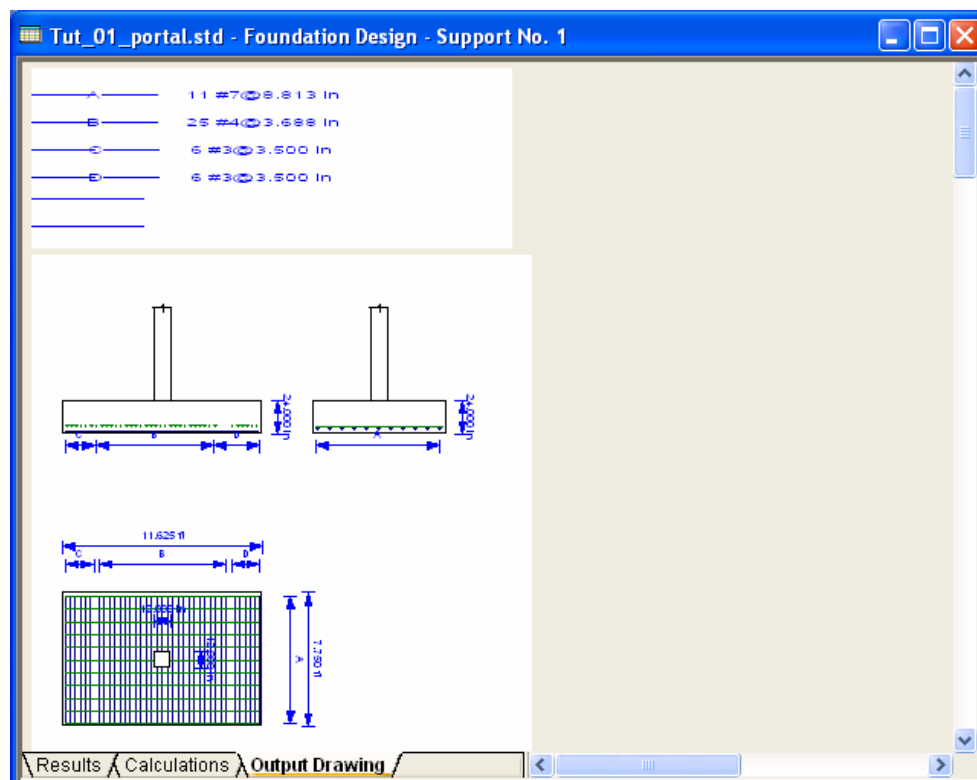 Tut_01_portal.std - Foundation Design - Support No. 1
A 11 #7@8.813 In
B 25 #4@3.688 In
C 6 #3@3.500 In
D 6 #3@3.500 In
24.000 In
24.000 In
C B D
A
11.625 ft
C B D
A
7.750 ft
Results
Calculations
Output Drawing